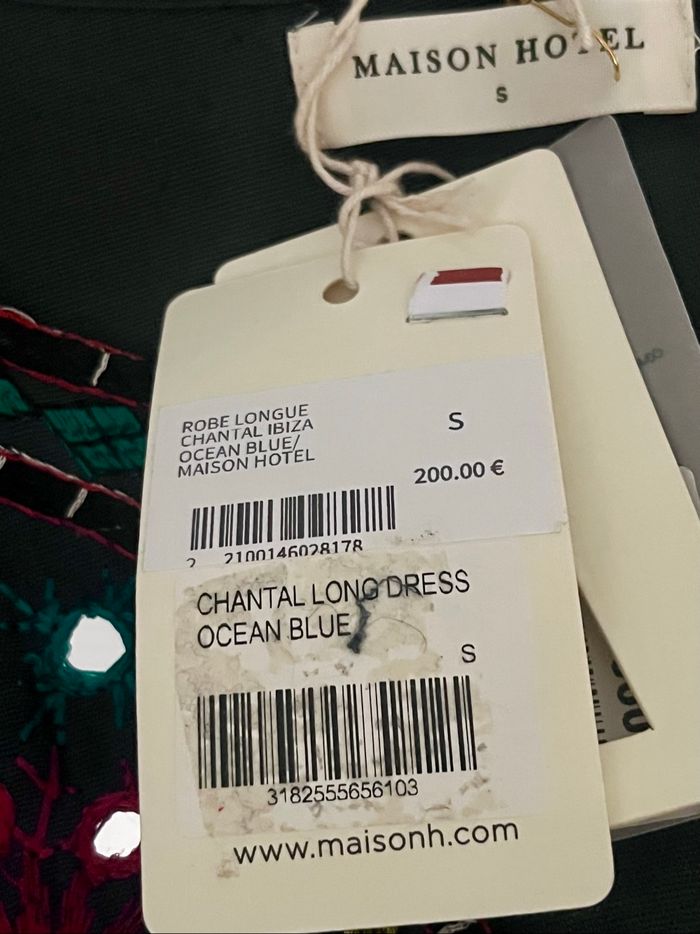 MAISON HOTEL
S
ROBE LONGUE
CHANTAL IBIZA
OCEAN BLUE/
MAISON HOTEL
S
200.00 €
2 2100146028178
CHANTAL LONG DRESS
OCEAN BLUE
S
3182555656103
www.maisonh.com